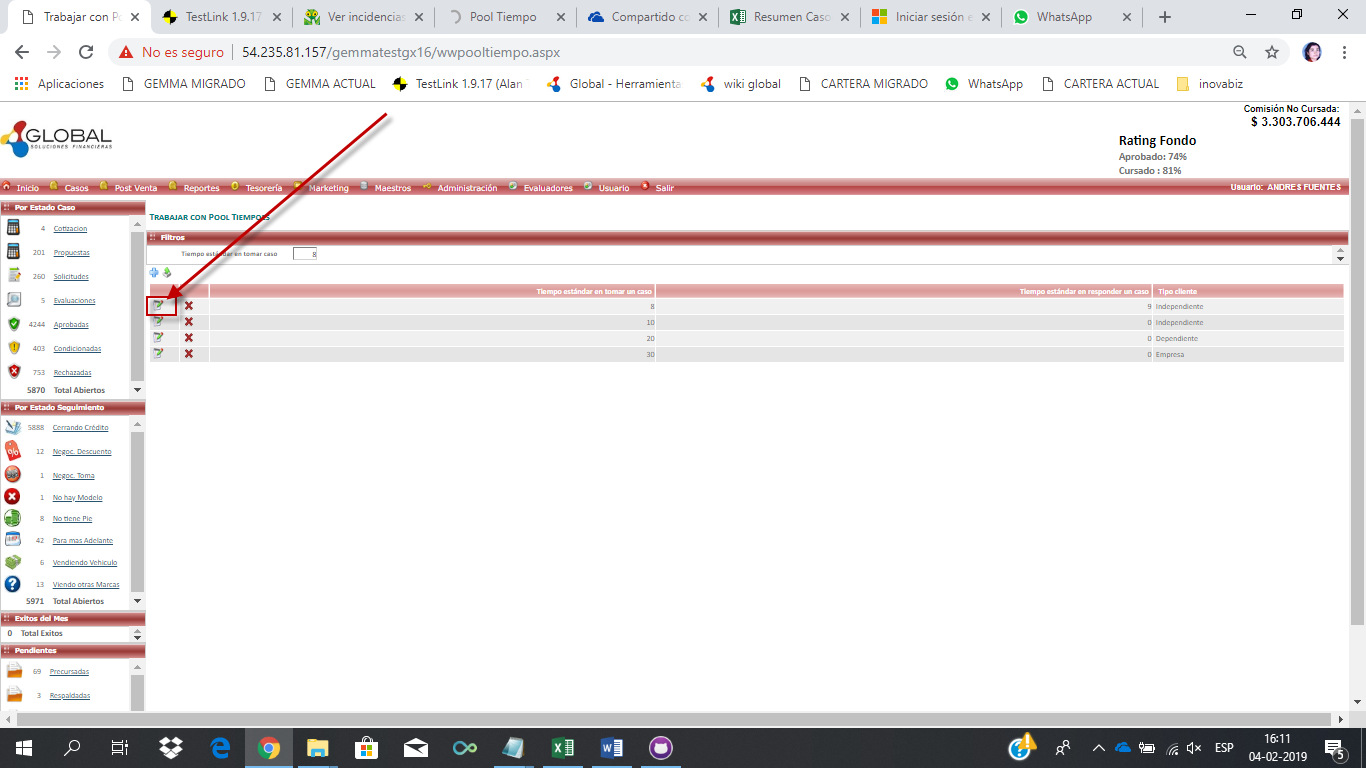 Trabajar con Po
TestLink 1.9.17
Ver incidencias
Pool Tiempo
Compartido co
Resumen Caso
Iniciar sesión e
WhatsApp
No es seguro
54.235.81.157/gemmatestgx16/wwpooltiempo.aspx
Aplicaciones
GEMMA MIGRADO
GEMMA ACTUAL
TestLink 1.9.17 (Alan
Global - Herramienta
wiki global
CARTERA MIGRADO
WhatsApp
CARTERA ACTUAL
inovabiz
Comisión No Cursada:
$ 3.303.706.444
GLOBAL
SOLUCIONES FINANCIERAS
Rating Fondo
Aprobado: 74%
Cursado : 81%
Inicio Casos Post Venta Reportes Tesorería Marketing Maestros Administración Evaluadores Usuario Salir
Usuario: ANDRES FUENTES
Por Estado Caso
4 Cotizacion
201 Propuestas
260 Solicitudes
5 Evaluaciones
4244 Aprobadas
403 Condicionadas
753 Rechazadas
5870 Total Abiertos
Por Estado Seguimiento
5888 Cerrando Crédito
12 Negoc. Descuento
1 Negoc. Toma
1 No hay Modelo
8 No tiene Pie
42 Para mas Adelante
6 Vendiendo Vehiculo
13 Viendo otras Marcas
5971 Total Abiertos
Exitos del Mes
0 Total Exitos
Pendientes
69 Precursadas
3 Respaldadas
TRABAJAR CON POOL TIEMPOES
Filtros
Tiempo estándar en tomar caso 8
Tiempo estándar en tomar un caso Tiempo estándar en responder un caso Tipo cliente
8 9 Independiente
10 0 Independiente
20 0 Dependiente
30 0 Empresa
ESP
16:11
04-02-2019
5